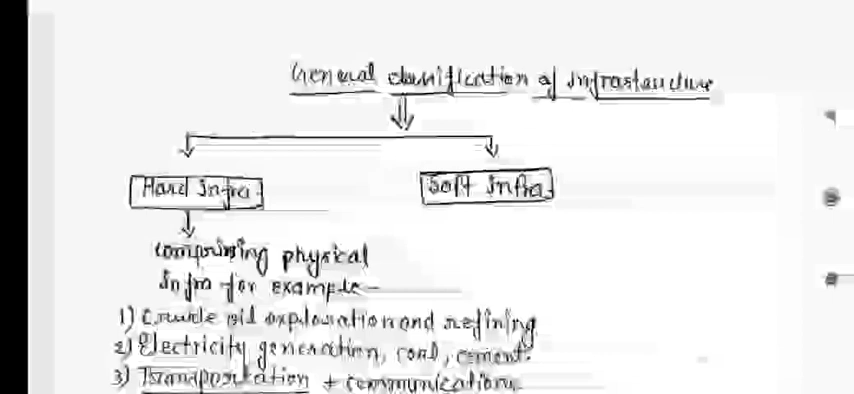 General classification of Infrastructure
Hard Infra.
Soft Infra.
comprising physical
Infra for example-
1) Crude oil exploration and refining
2) Electricity generation, coal, cement.
3) Transportation + communication.